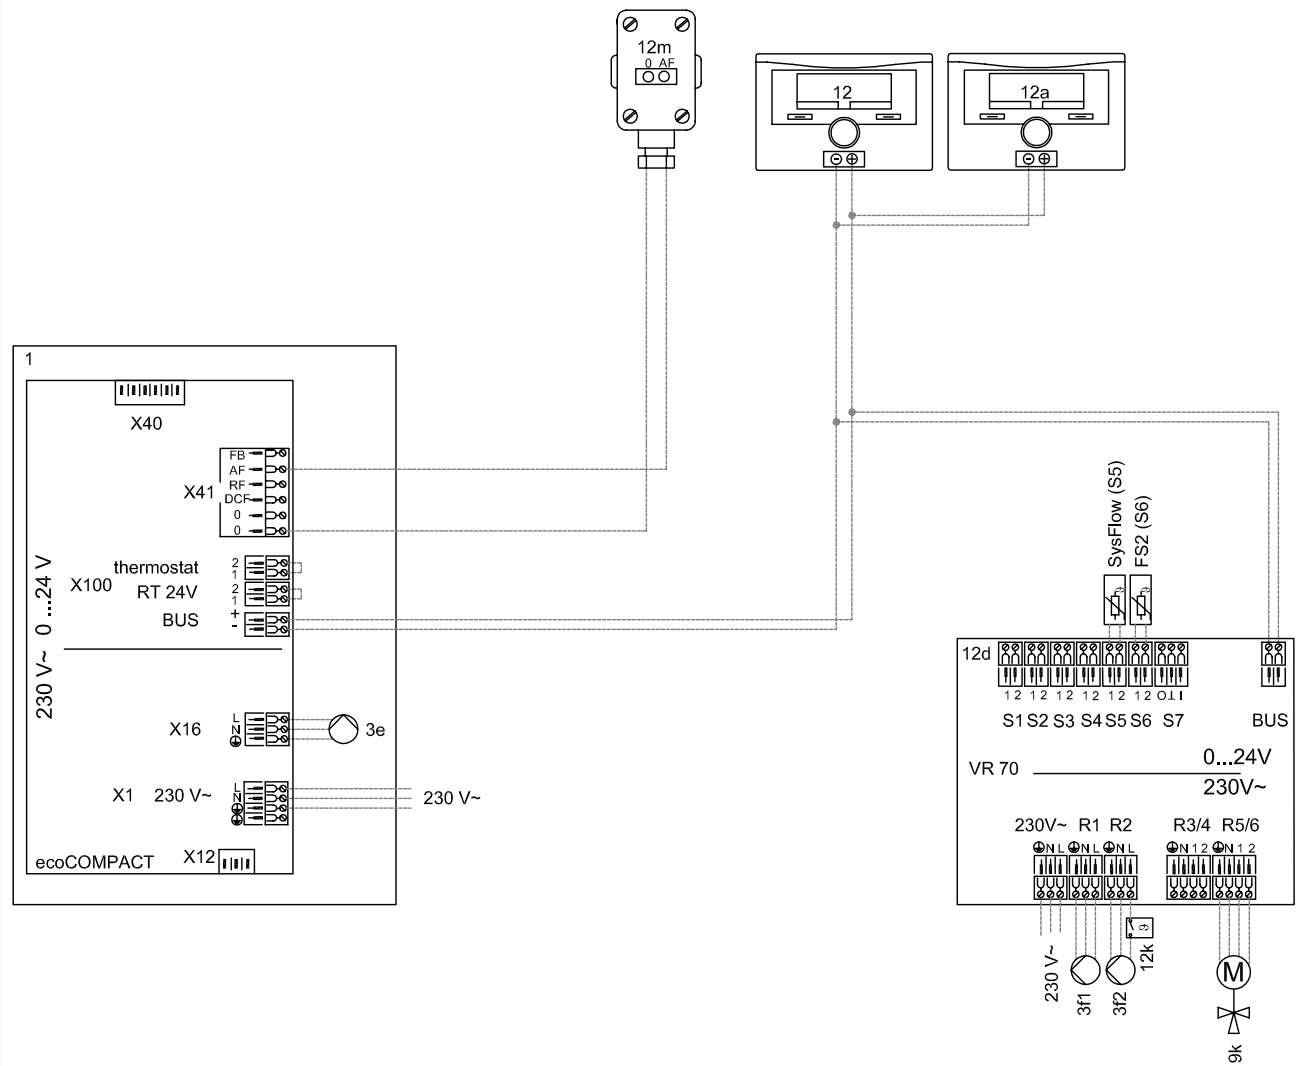 12m
0 AF
12
12a
1
X40
FB
AF
X41
RF
DCF
0
0
thermostat 2
1
X100
RT 24V 2
1
BUS +
-
230 V~ 0 ...24 V
X16
L
N
3e
X1 230 V~
L
N
230 V~
ecoCOMPACT
X12
SysFlow (S5)
FS2 (S6)
12d
1 2 1 2 1 2 1 2 1 2 1 2 O T I
S1 S2 S3 S4 S5 S6 S7 BUS
VR 70
0...24V
230V~
230V~ R1 R2 R3/4 R5/6
N L N L N L N 1 2 N 1 2
230 V~
3f1
3f2
12k
M
9k